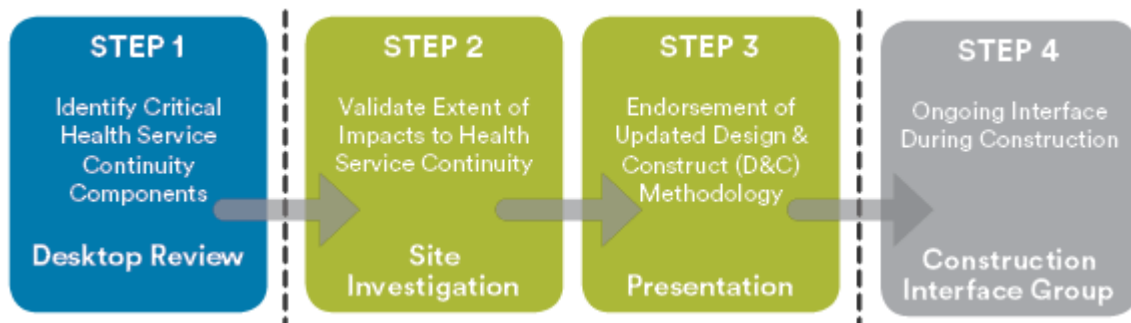 STEP 1
Identify Critical
Health Service
Continuity
Components
Desktop Review
STEP 2
Validate Extent of
Impacts to Health
Service Continuity
Site
Investigation
STEP 3
Endorsement of
Updated Design &
Construct (D&C)
Methodology
Presentation
STEP 4
Ongoing Interface
During Construction
Construction
Interface Group